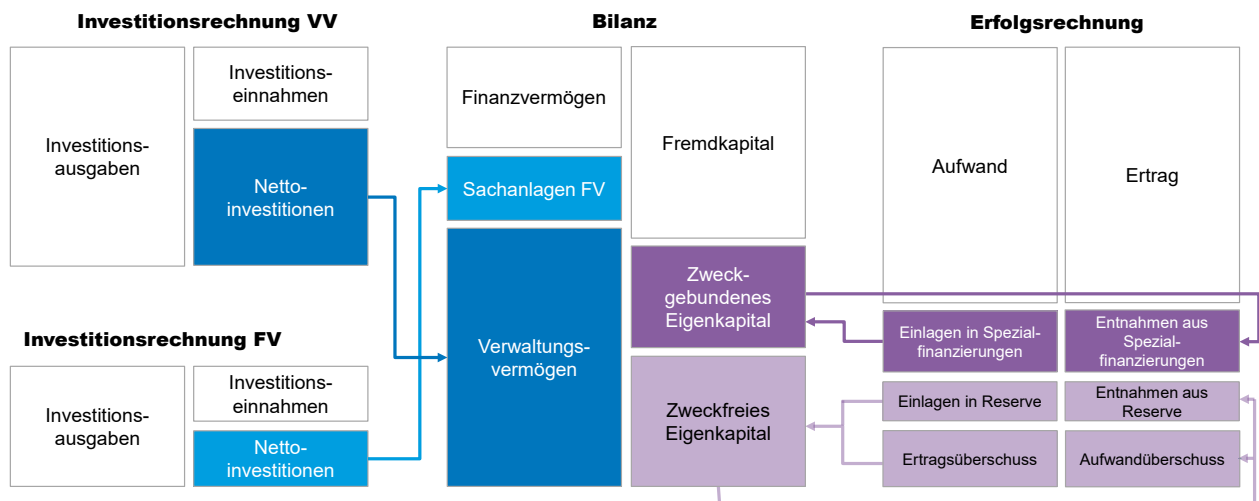 Investitionsrechnung VV
Investitions-
ausgaben
Investitions-
einnahmen
Netto-
investitionen
Investitionsrechnung FV
Investitions-
ausgaben
Investitions-
einnahmen
Netto-
investitionen
Bilanz
Finanzvermögen
Sachanlagen FV
Verwaltungs-
vermögen
Fremdkapital
Zweck-
gebundenes
Eigenkapital
Zweckfreies
Eigenkapital
Erfolgsrechnung
Aufwand
Einlagen in Spezial-
finanzierungen
Einlagen in Reserve
Ertragsüberschuss
Ertrag
Entnahmen aus
Spezial-
finanzierungen
Entnahmen aus
Reserve
Aufwandüberschuss